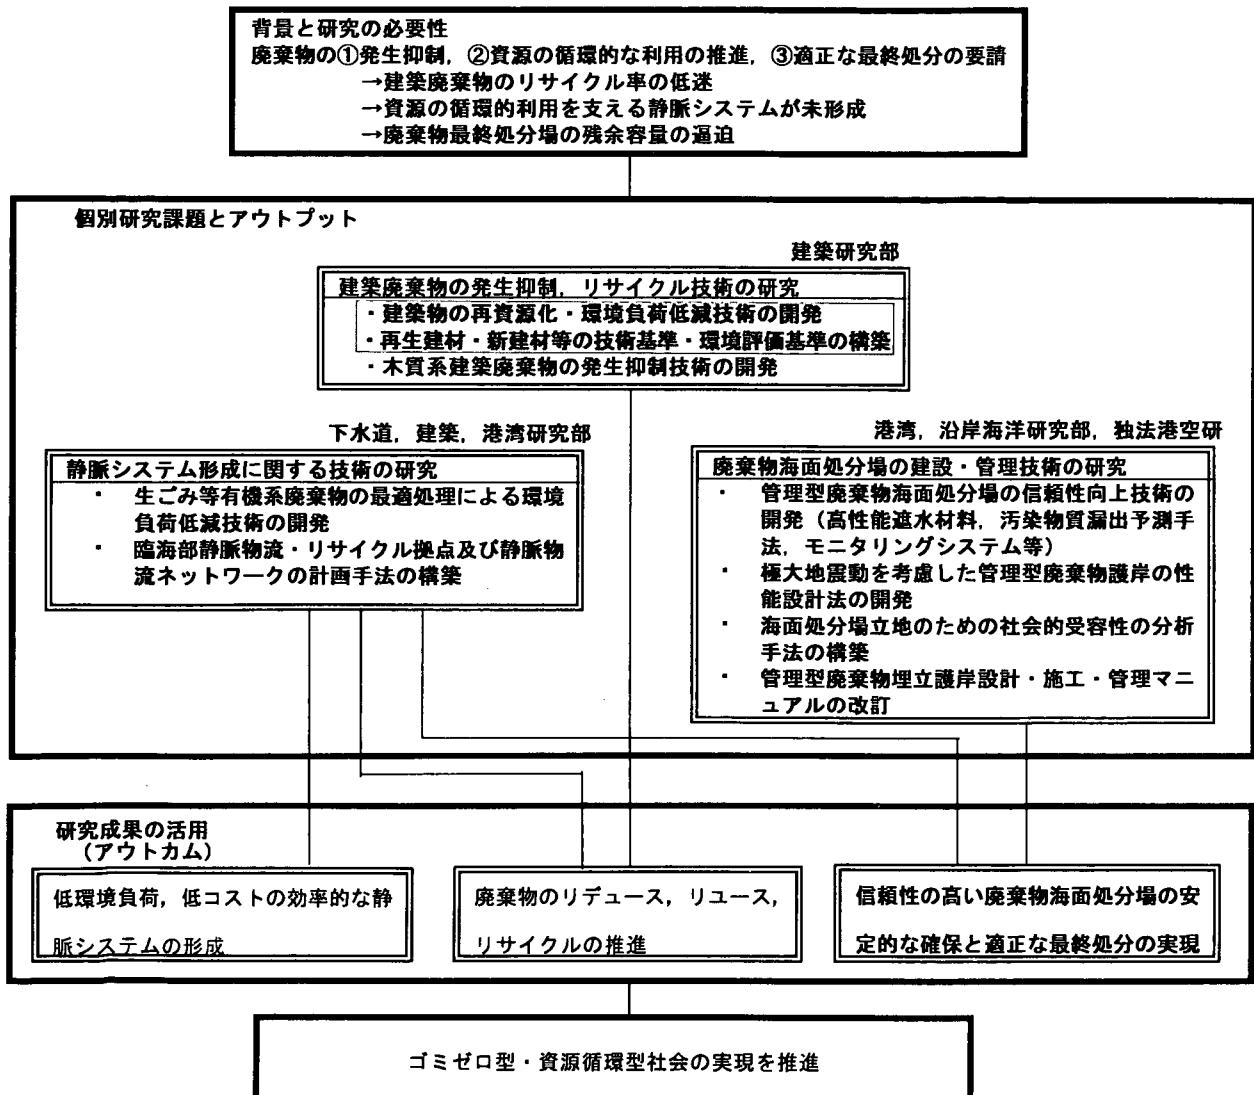 背景と研究の必要性
廃棄物の①発生抑制，②資源の循環的な利用の推進，③適正な最終処分の要請
→建築廃棄物のリサイクル率の低迷
→資源の循環的利用を支える静脈システムが未形成
→廃棄物最終処分場の残余容量の逼迫
個別研究課題とアウトプット
建築研究部
建築廃棄物の発生抑制，リサイクル技術の研究
・建築物の再資源化・環境負荷低減技術の開発
・再生建材・新建材等の技術基準・環境評価基準の構築
・木質系建築廃棄物の発生抑制技術の開発
下水道，建築，港湾研究部
静脈システム形成に関する技術の研究
・ 生ごみ等有機系廃棄物の最適処理による環境
負荷低減技術の開発
・ 臨海部静脈物流・リサイクル拠点及び静脈物
流ネットワークの計画手法の構築
港湾，沿岸海洋研究部，独法港空研
廃棄物海面処分場の建設・管理技術の研究
・ 管理型廃棄物海面処分場の信頼性向上技術の
開発（高性能遮水材料，汚染物質漏出予測手
法，モニタリングシステム等）
・ 極大地震動を考慮した管理型廃棄物護岸の性
能設計法の開発
・ 海面処分場立地のための社会的受容性の分析
手法の構築
・ 管理型廃棄物埋立護岸設計・施工・管理マニ
ュアルの改訂
研究成果の活用
（アウトカム）
低環境負荷，低コストの効率的な静
脈システムの形成
廃棄物のリデュース，リユース，
リサイクルの推進
信頼性の高い廃棄物海面処分場の安
定的な確保と適正な最終処分の実現
ゴミゼロ型・資源循環型社会の実現を推進